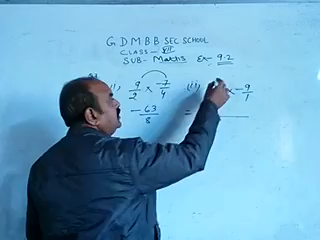 G.D M.B.B SEC SCHOOL
CLASS- VII
SUB- Maths Ex- 9.2
(i), 9/2 × -7/4 (ii) × -9/1
-63/8 =